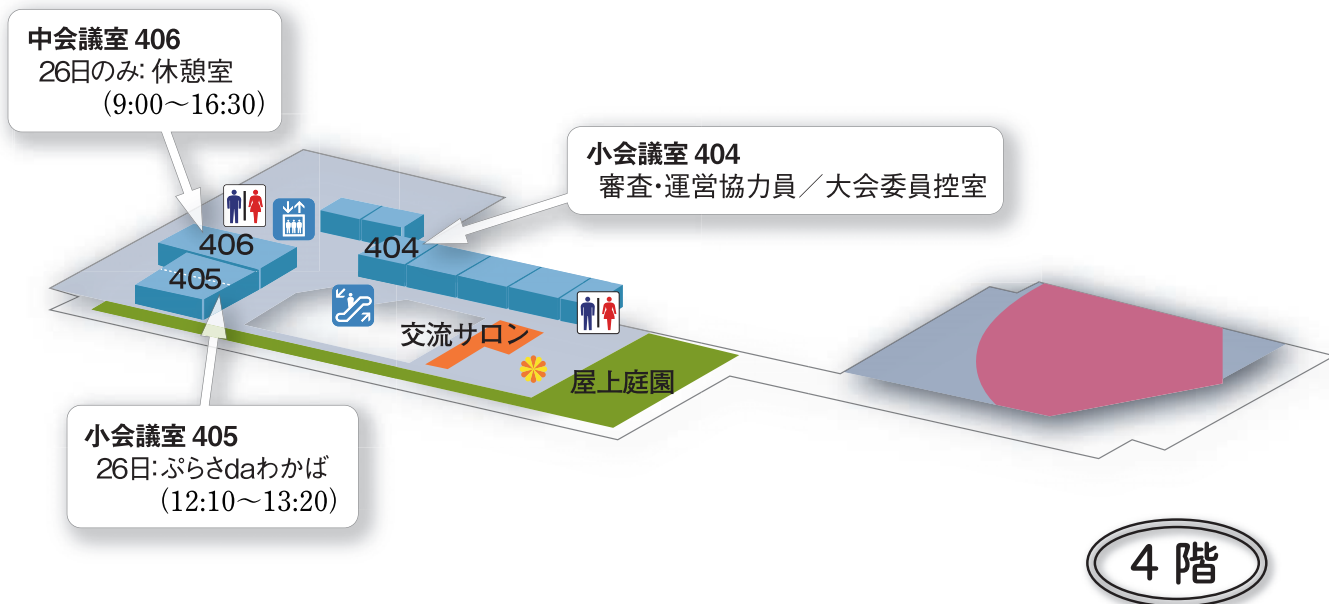 中会議室 406
26日のみ: 休憩室
(9:00〜16:30)
小会議室 404
審査・運営協力員／大会委員控室
406
404
405
交流サロン
屋上庭園
小会議室 405
26日:ぷらさdaわかば
(12:10〜13:20)
4 階